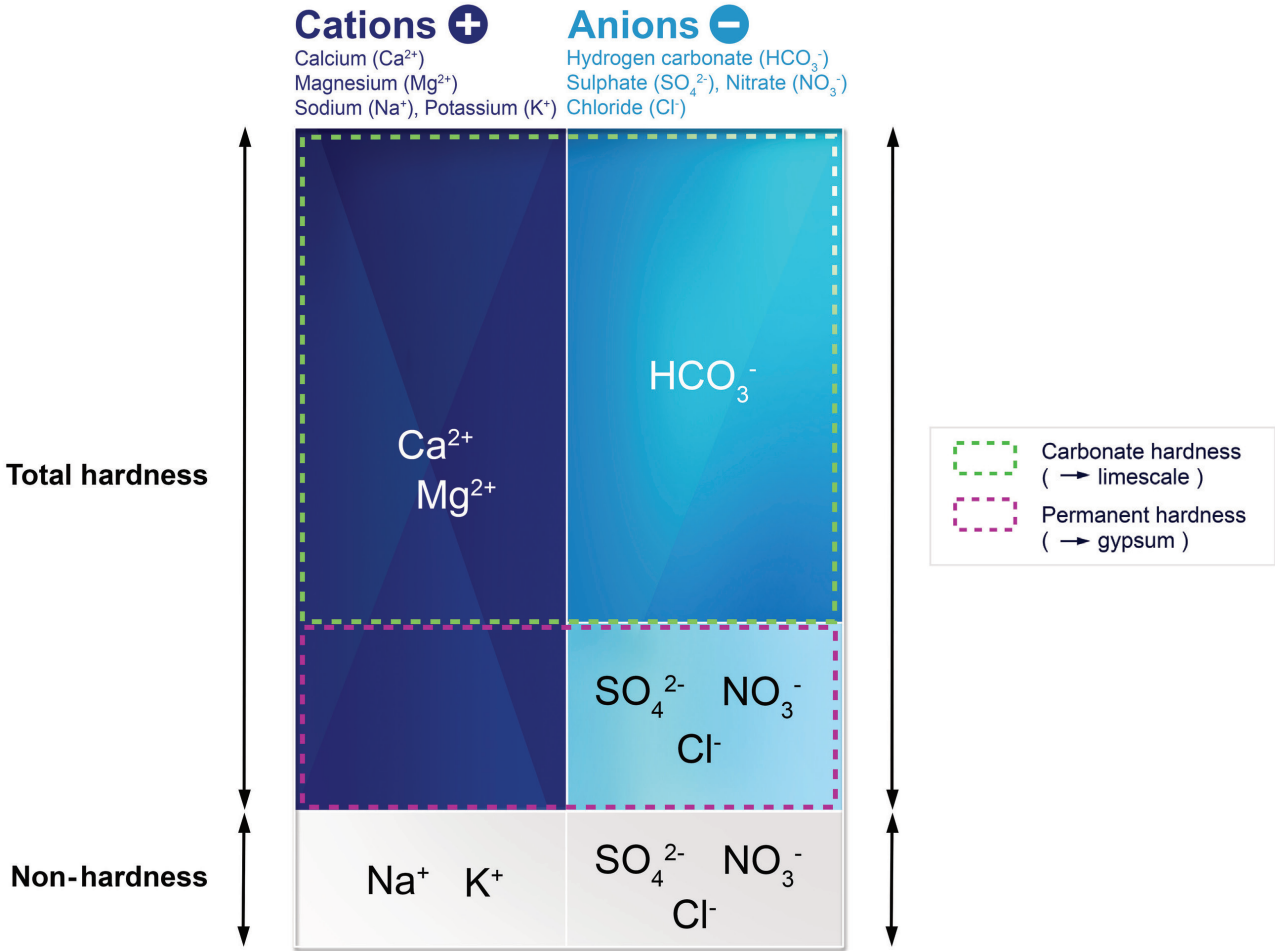 Cations +
Calcium (Ca²⁺)
Magnesium (Mg²⁺)
Sodium (Na⁺), Potassium (K⁺)
Anions −
Hydrogen carbonate (HCO₃⁻)
Sulphate (SO₄²⁻), Nitrate (NO₃⁻)
Chloride (Cl⁻)
Total hardness
Ca²⁺
Mg²⁺
HCO₃⁻
SO₄²⁻ NO₃⁻
Cl⁻
Non-hardness
Na⁺ K⁺
SO₄²⁻ NO₃⁻
Cl⁻
Carbonate hardness
( → limescale )
Permanent hardness
( → gypsum )